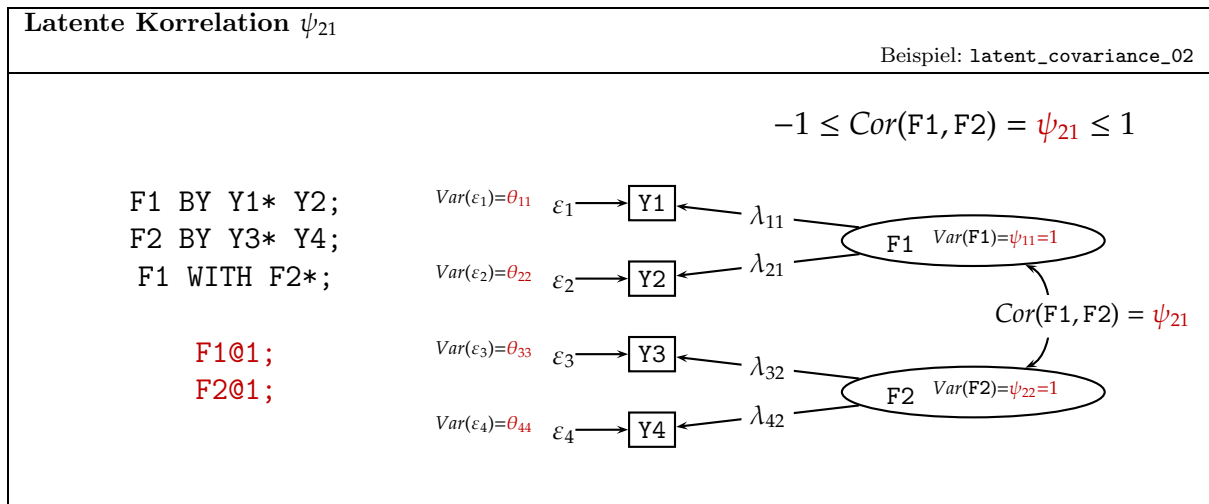 Latente Korrelation ψ21
Beispiel: latent_covariance_02
−1 ≤ Cor(F1, F2) = ψ21 ≤ 1
F1 BY Y1* Y2;
F2 BY Y3* Y4;
F1 WITH F2*;
F1@1;
F2@1;
Var(ε1)=θ11 ε1 Y1 λ11
F1 Var(F1)=ψ11=1
Var(ε2)=θ22 ε2 Y2 λ21
Cor(F1, F2) = ψ21
Var(ε3)=θ33 ε3 Y3 λ32
F2 Var(F2)=ψ22=1
Var(ε4)=θ44 ε4 Y4 λ42